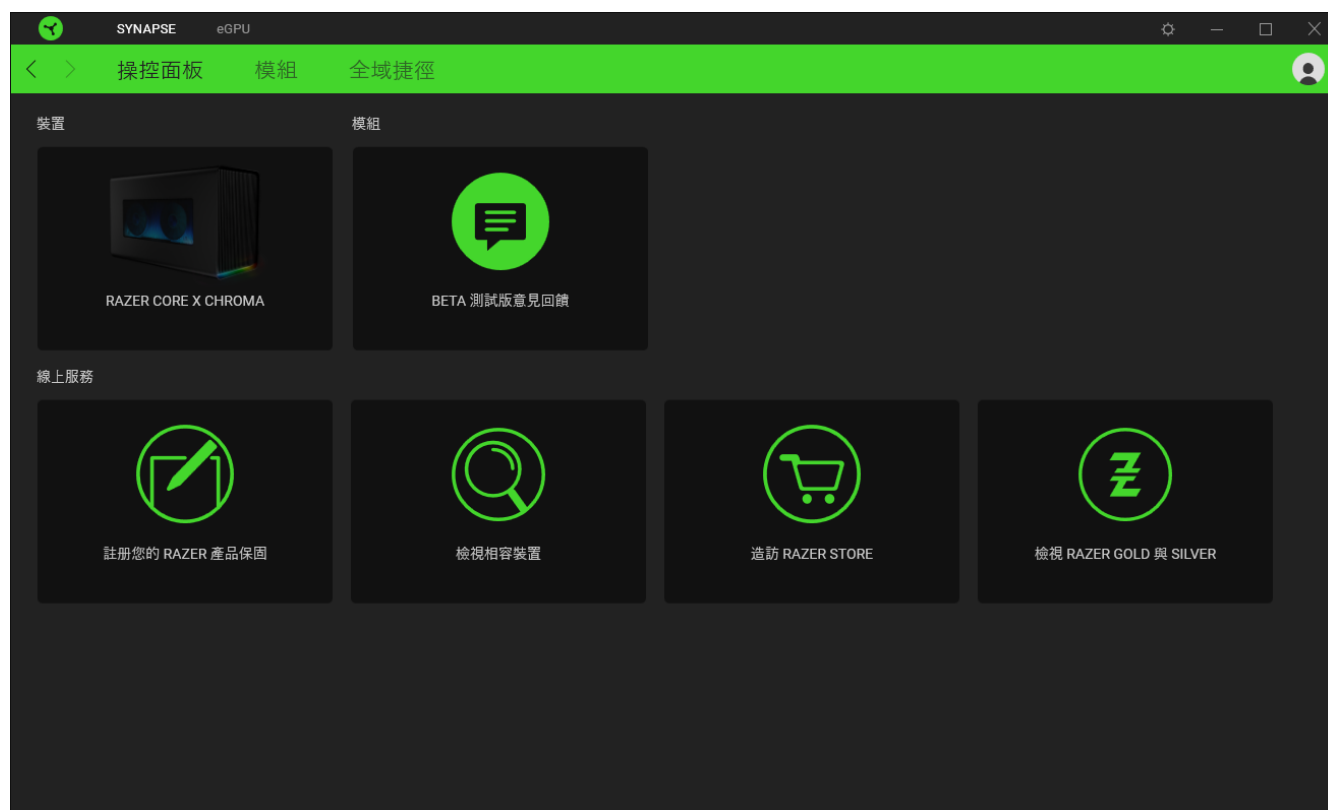 SYNAPSE eGPU
操控面板 模組 全域捷徑
裝置 模組
RAZER CORE X CHROMA
BETA 測試版意見回饋
線上服務
註册您的 RAZER 產品保固
檢視相容裝置
造訪 RAZER STORE
檢視 RAZER GOLD 與 SILVER